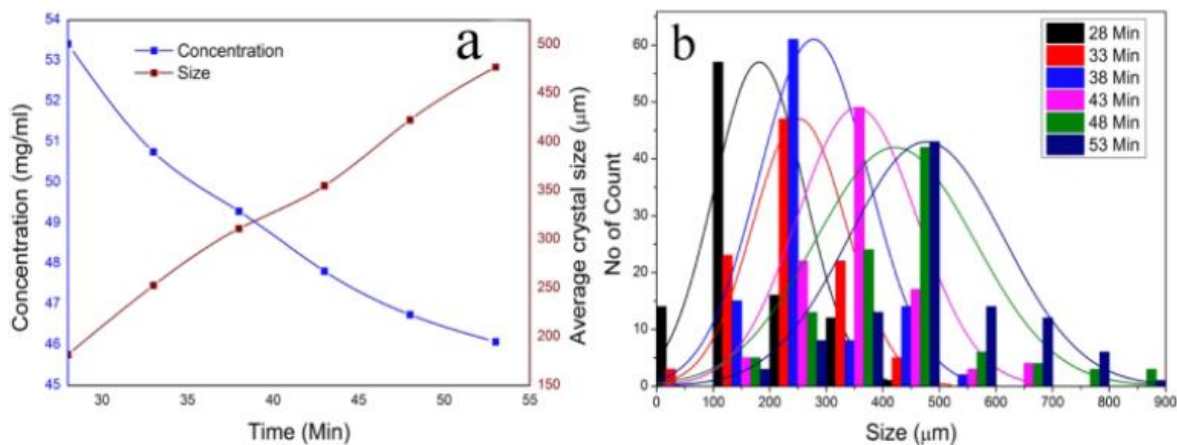 a
Concentration
Size
54
53
52
51
50
49
48
47
46
45
Concentration (mg/ml)
500
450
400
350
300
250
200
150
Average crystal size (μm)
30 35 40 45 50 55
Time (Min)
b
28 Min
33 Min
38 Min
43 Min
48 Min
53 Min
60
50
40
30
20
10
0
No of Count
0 100 200 300 400 500 600 700 800 900
Size (μm)